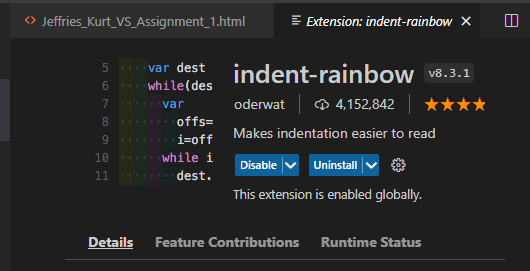 <> Jeffries_Kurt_VS_Assignment_1.html
Extension: indent-rainbow ×
5 ···· var dest
6 ···· while(des
7 ······ var
8 ········ offs=
9 ········ i=off
10 ······ while i
11 ········ dest.
indent-rainbow v8.3.1
oderwat 4,152,842
Makes indentation easier to read
Disable Uninstall
This extension is enabled globally.
Details Feature Contributions Runtime Status